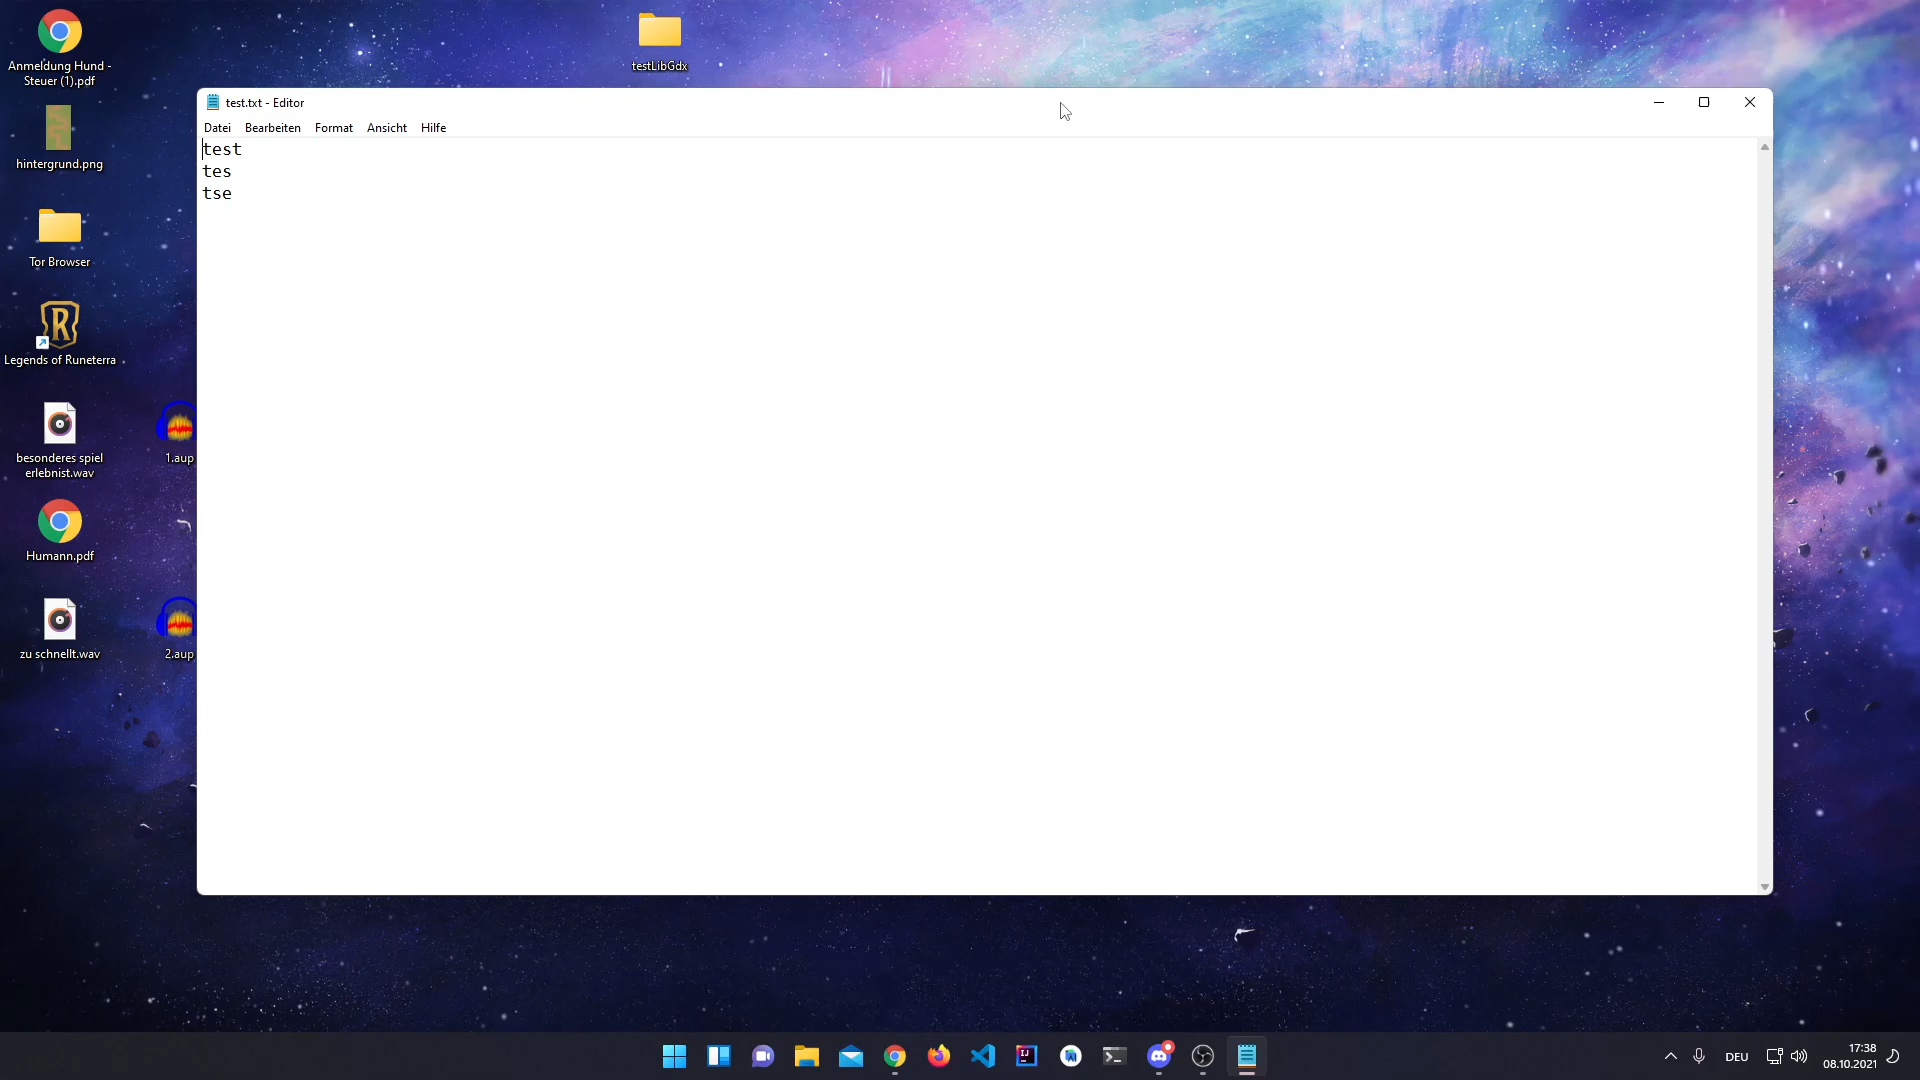 Anmeldung Hund -
Steuer (1).pdf
testLibGdx
hintergrund.png
Tor Browser
Legends of Runeterra
besonderes spiel
erlebnist.wav
1.aup
Humann.pdf
zu schnellt.wav
2.aup
test.txt - Editor
Datei Bearbeiten Format Ansicht Hilfe
test
tes
tse
DEU
17:38
08.10.2021